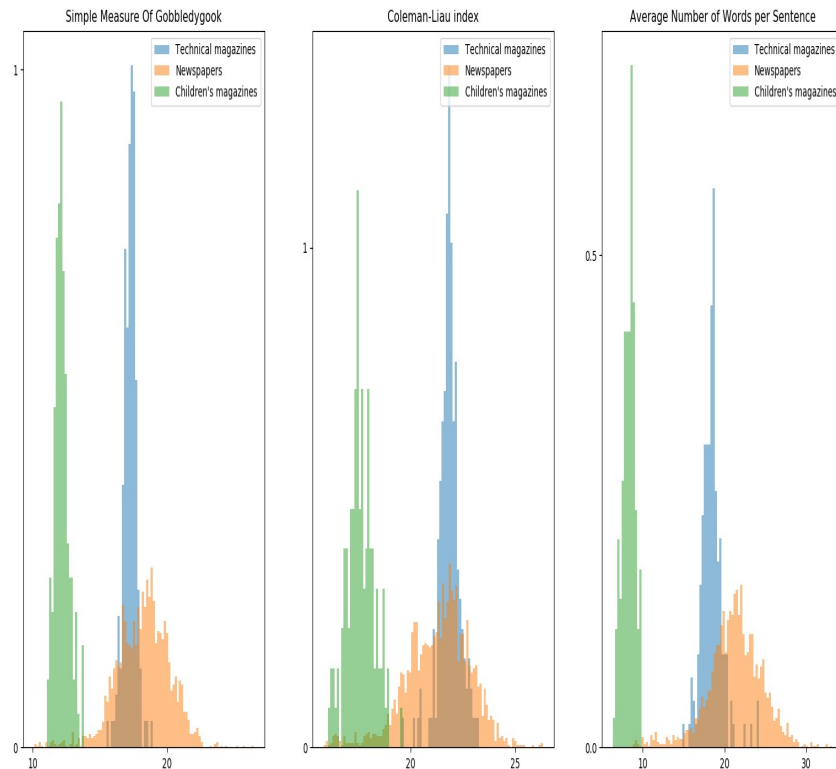 Simple Measure Of Gobbledygook
Technical magazines
Newspapers
Children's magazines
1
0
10
20
Coleman-Liau index
Technical magazines
Newspapers
Children's magazines
1
0
20
25
Average Number of Words per Sentence
Technical magazines
Newspapers
Children's magazines
0.5
0.0
10
20
30